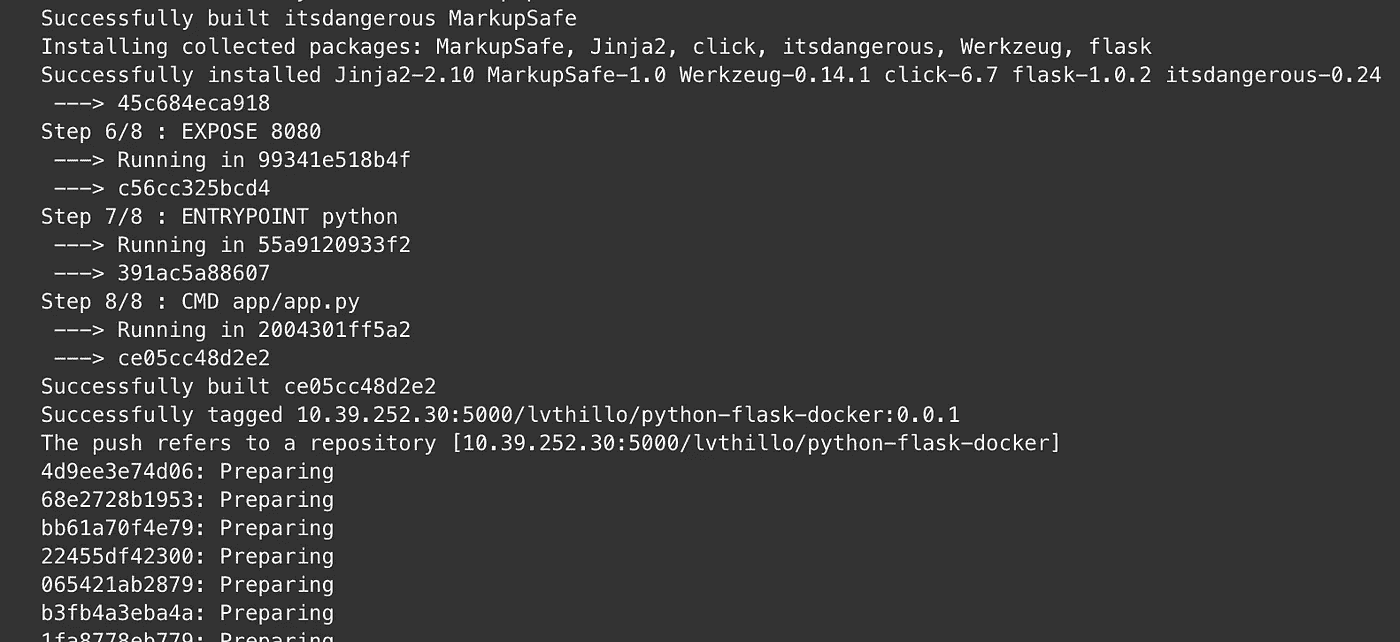 Successfully built itsdangerous MarkupSafe
Installing collected packages: MarkupSafe, Jinja2, click, itsdangerous, Werkzeug, flask
Successfully installed Jinja2-2.10 MarkupSafe-1.0 Werkzeug-0.14.1 click-6.7 flask-1.0.2 itsdangerous-0.24
---> 45c684eca918
Step 6/8 : EXPOSE 8080
---> Running in 99341e518b4f
---> c56cc325bcd4
Step 7/8 : ENTRYPOINT python
---> Running in 55a9120933f2
---> 391ac5a88607
Step 8/8 : CMD app/app.py
---> Running in 2004301ff5a2
---> ce05cc48d2e2
Successfully built ce05cc48d2e2
Successfully tagged 10.39.252.30:5000/lvthillo/python-flask-docker:0.0.1
The push refers to a repository [10.39.252.30:5000/lvthillo/python-flask-docker]
4d9ee3e74d06: Preparing
68e2728b1953: Preparing
bb61a70f4e79: Preparing
22455df42300: Preparing
065421ab2879: Preparing
b3fb4a3eba4a: Preparing
1fa8778eb779: Preparing